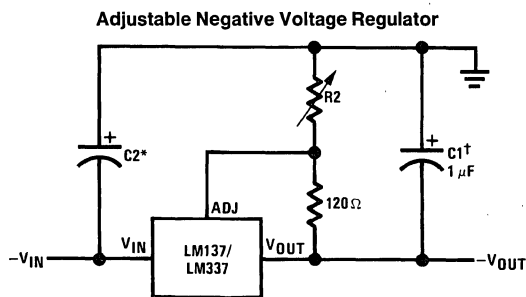 Adjustable Negative Voltage Regulator
R2
+
C2*
+
C1†
1 μF
120Ω
ADJ
–VIN
VIN
LM137/
LM337
VOUT
–VOUT